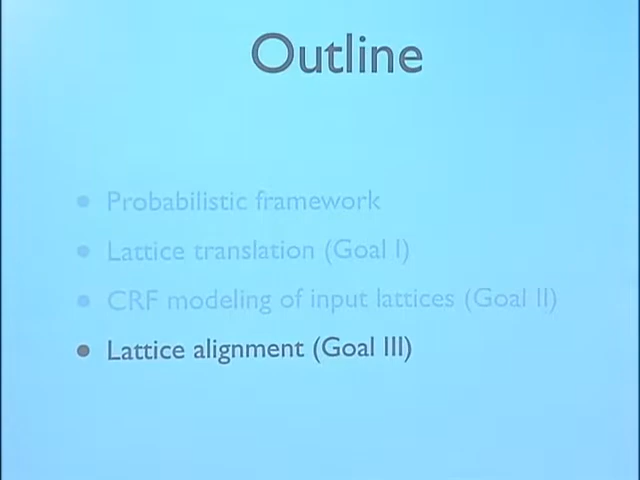 Outline
• Probabilistic framework
• Lattice translation (Goal I)
• CRF modeling of input lattices (Goal II)
• Lattice alignment (Goal III)